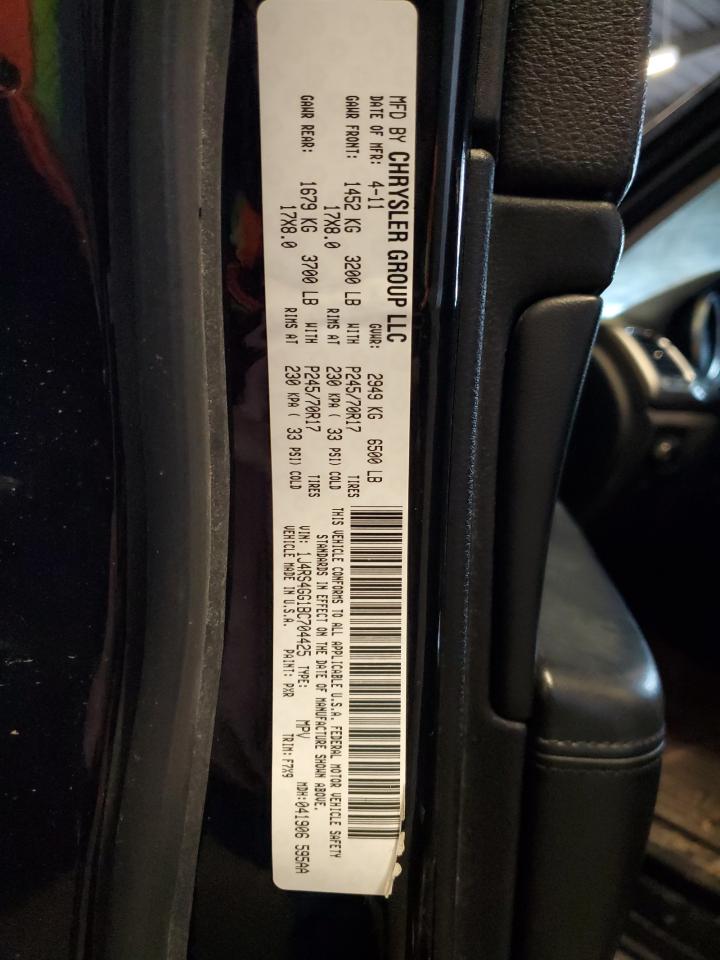 MFD BY CHRYSLER GROUP LLC
DATE OF MFR: 4-11 GVWR: 2949 KG 6500 LB
GAWR FRONT: 1452 KG 3200 LB WITH P245/70R17 TIRES
17X8.0 RIMS AT 230 KPA ( 33 PSI) COLD
GAWR REAR: 1679 KG 3700 LB WITH P245/70R17 TIRES
17X8.0 RIMS AT 230 KPA ( 33 PSI) COLD
THIS VEHICLE CONFORMS TO ALL APPLICABLE U.S.A. FEDERAL MOTOR VEHICLE SAFETY
STANDARDS IN EFFECT ON THE DATE OF MANUFACTURE SHOWN ABOVE.
VIN: 1J4RS4GG1BC704425 TYPE: MPV MDH:041906 595AA
VEHICLE MADE IN U.S.A. PAINT: PXR TRIM: F7X9